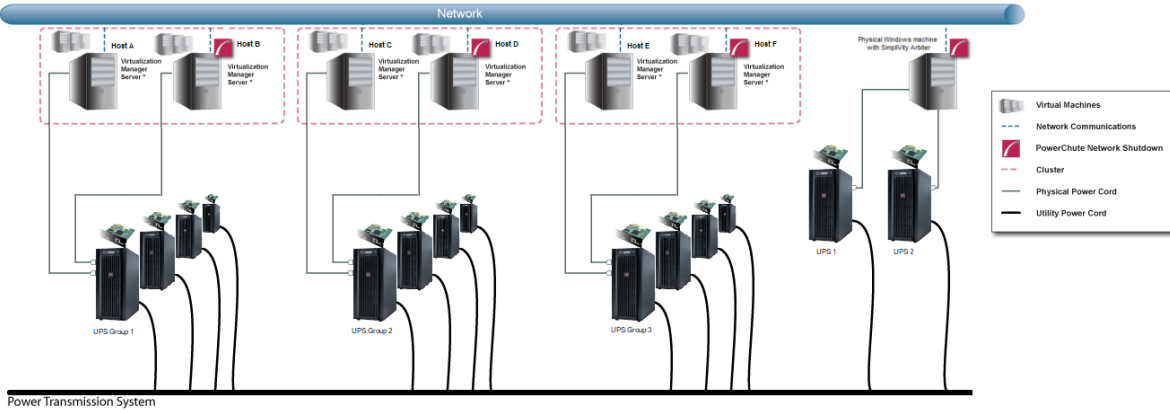 Network
Host A
Virtualization
Manager
Server *
Host B
Virtualization
Manager
Server *
Host C
Virtualization
Manager
Server *
Host D
Virtualization
Manager
Server *
Host E
Virtualization
Manager
Server *
Host F
Virtualization
Manager
Server *
Physical Windows machine
with SimpliVity Arbiter
Virtual Machines
Network Communications
PowerChute Network Shutdown
Cluster
Physical Power Cord
Utility Power Cord
UPS 1
UPS 2
UPS Group 1
UPS Group 2
UPS Group 3
Power Transmission System